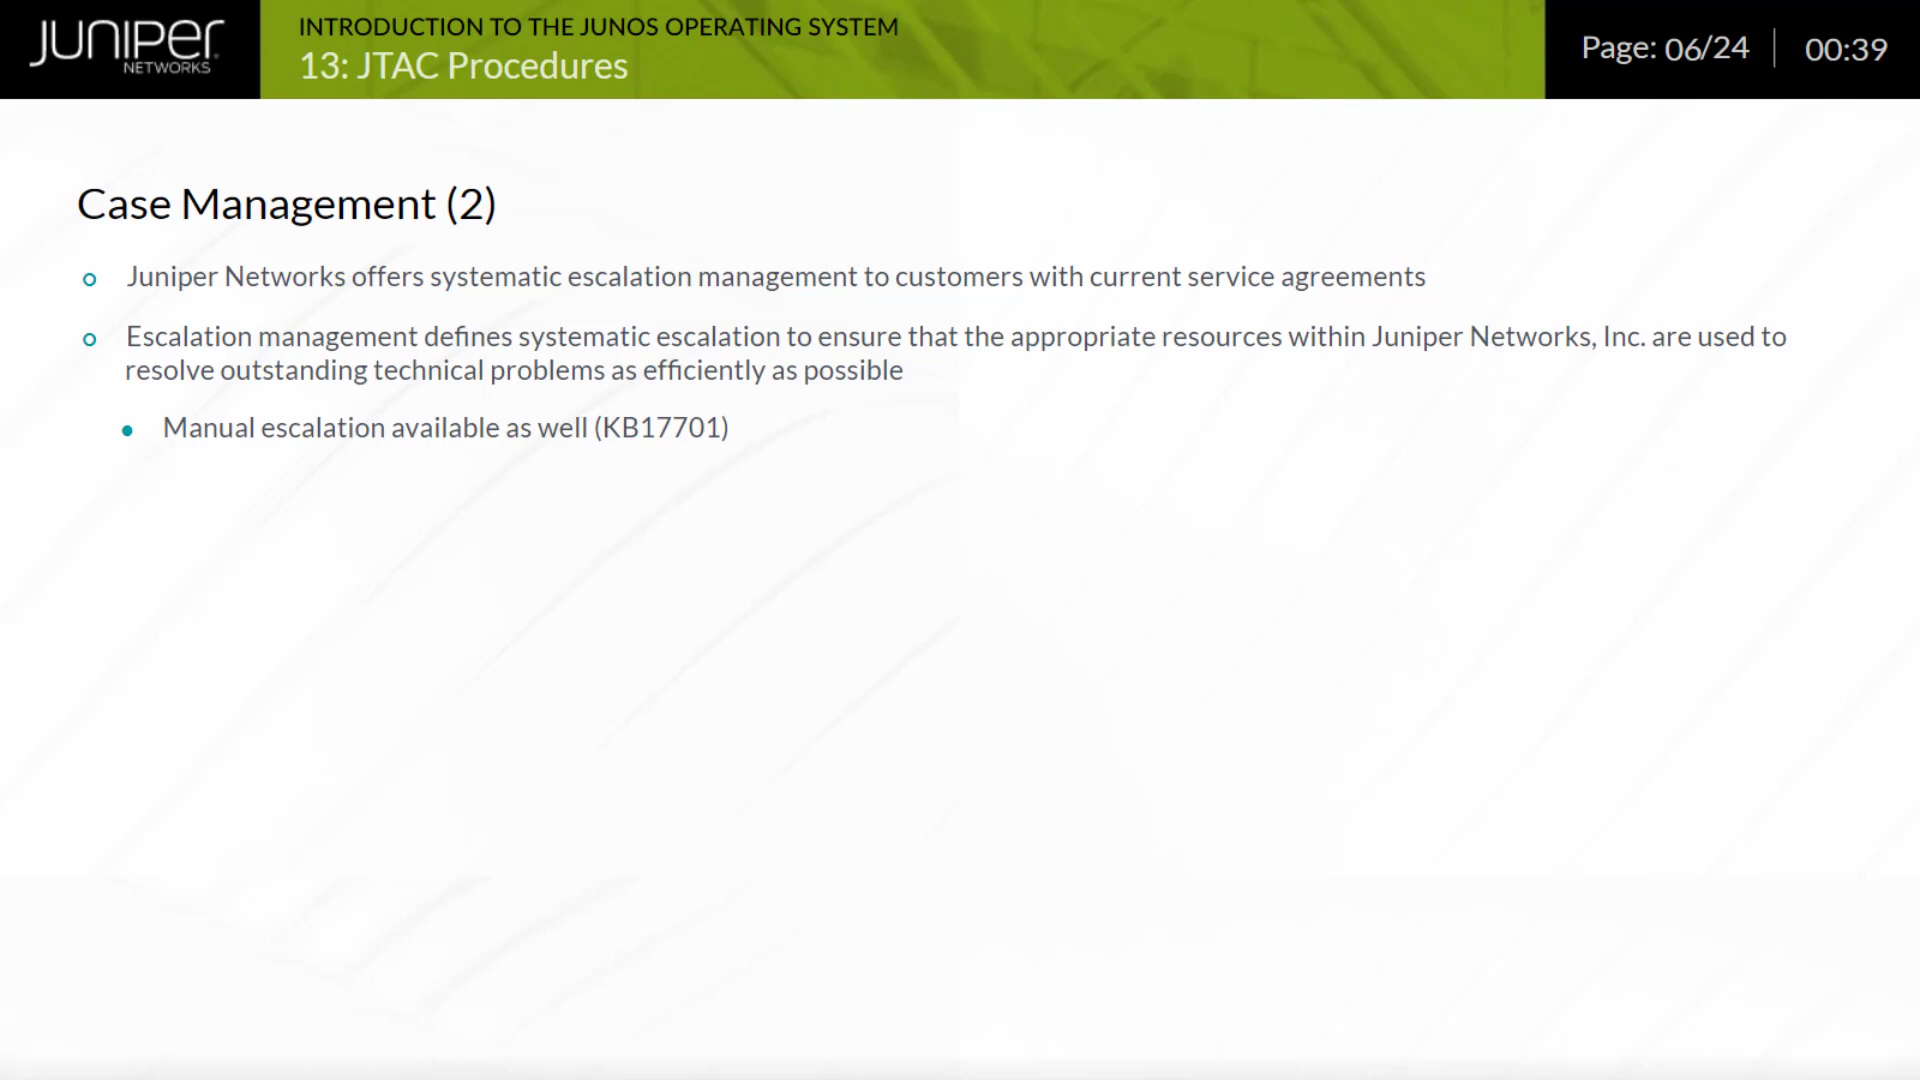 JUNIPER
NETWORKS
INTRODUCTION TO THE JUNOS OPERATING SYSTEM
13: JTAC Procedures
Page: 06/24
00:39
Case Management (2)
Juniper Networks offers systematic escalation management to customers with current service agreements
Escalation management defines systematic escalation to ensure that the appropriate resources within Juniper Networks, Inc. are used to
resolve outstanding technical problems as efficiently as possible
Manual escalation available as well (KB17701)